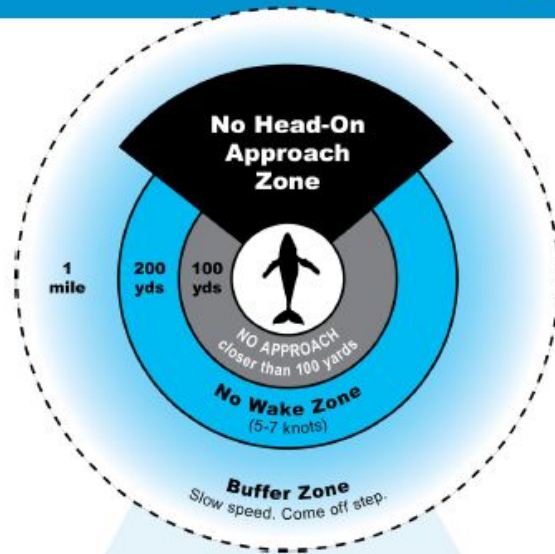 No Head-On
Approach
Zone
1
mile
200
yds
100
yds
NO APPROACH
closer than 100 yards
No Wake Zone
(5-7 knots)
Buffer Zone
Slow speed. Come off step.